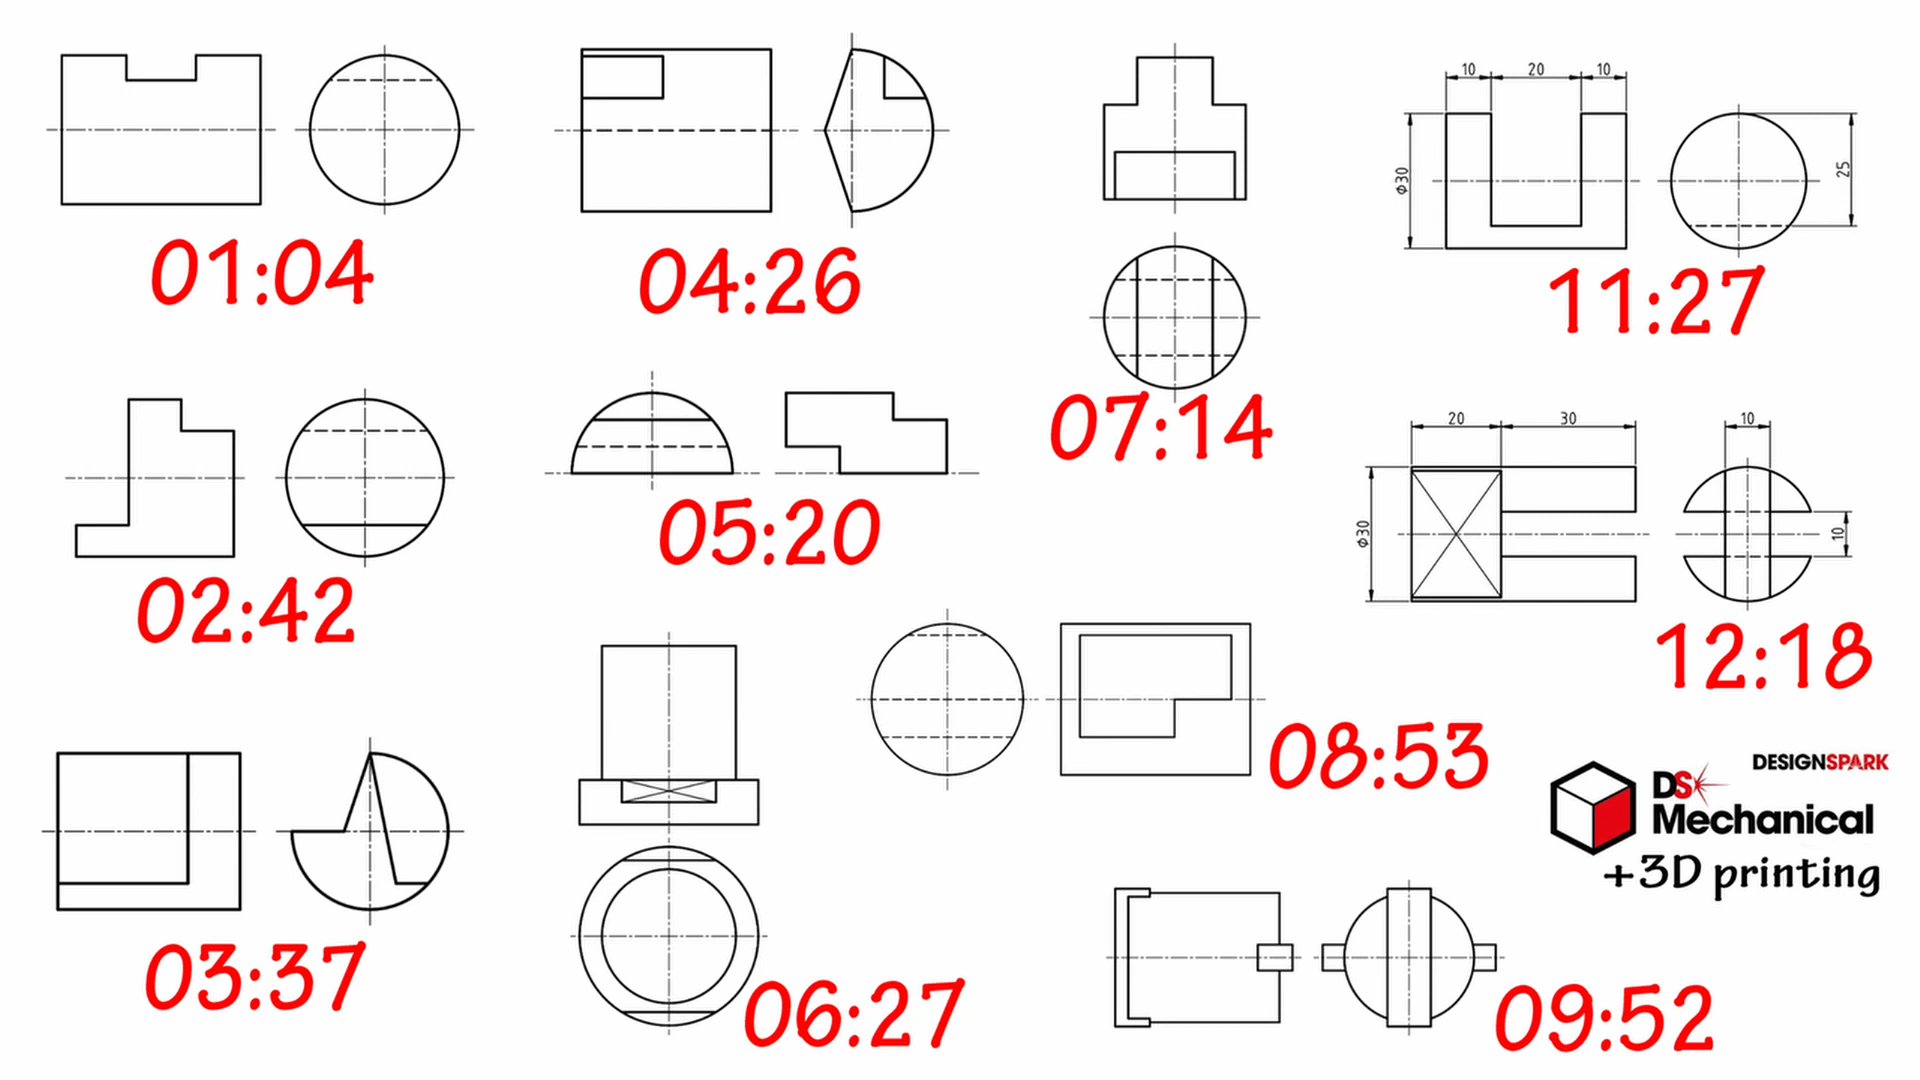 01:04
04:26
07:14
10 20 10
Φ30
25
11:27
02:42
05:20
20 30
10
Φ30
10
12:18
03:37
06:27
08:53
09:52
DESIGNSPARK
DS
Mechanical
+3D printing